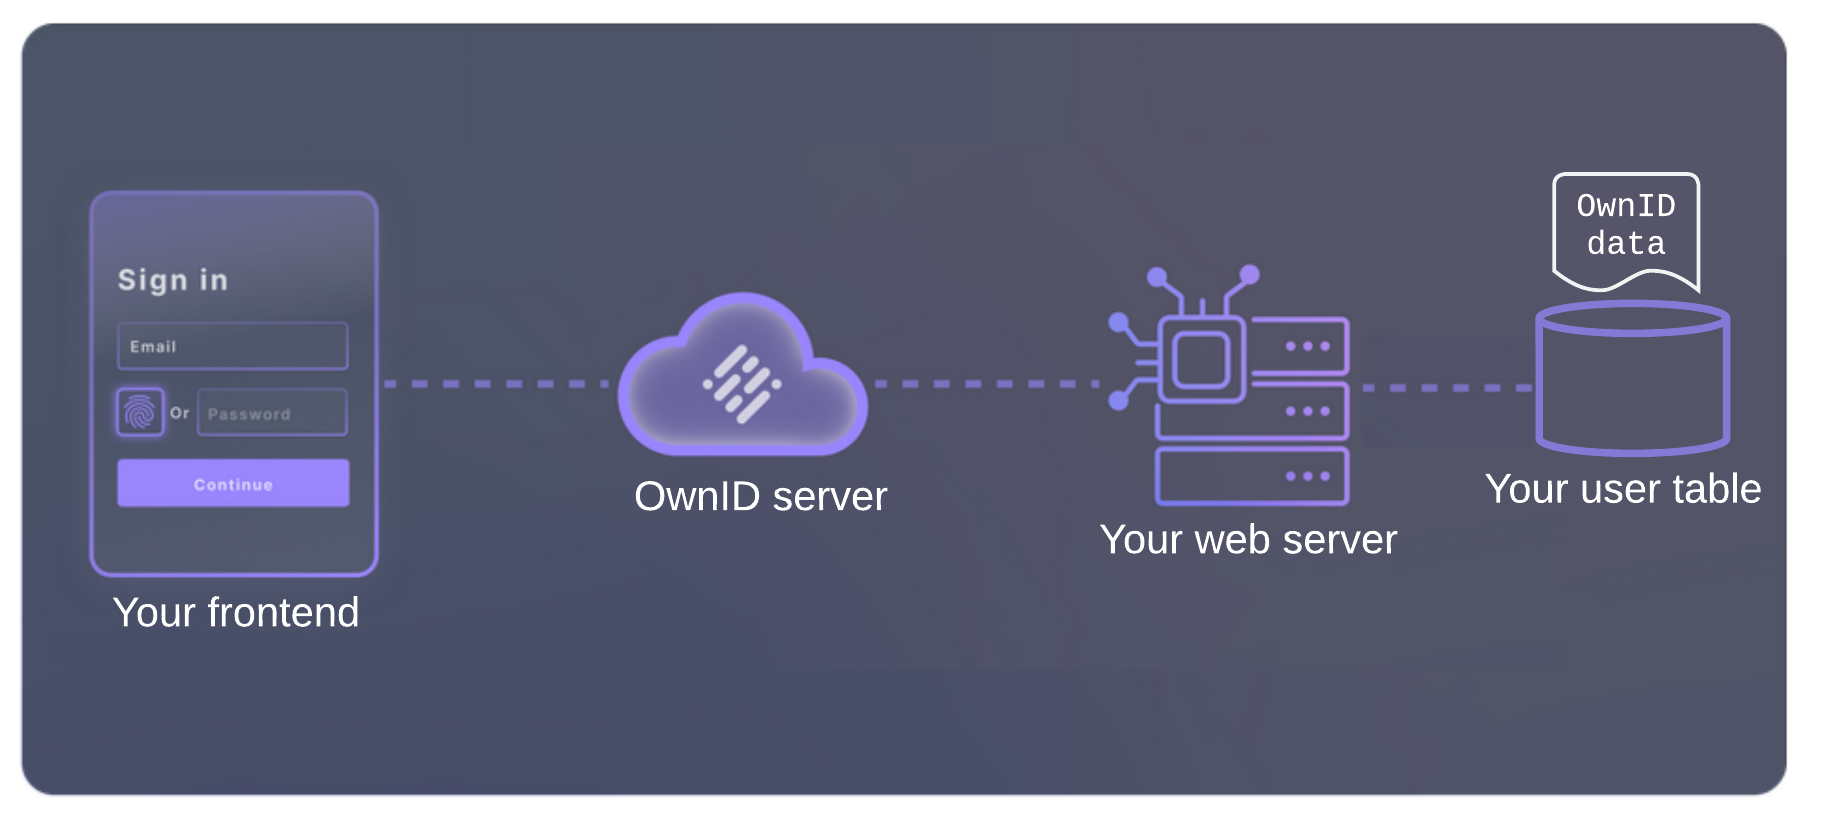 Sign in
Email
Or
Password
Continue
Your frontend
OwnID server
Your web server
OwnID
data
Your user table